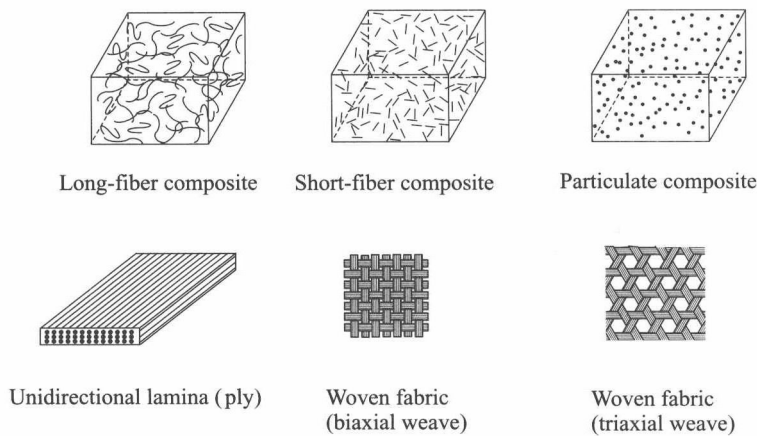 Long-fiber composite
Short-fiber composite
Particulate composite
Unidirectional lamina (ply)
Woven fabric
(biaxial weave)
Woven fabric
(triaxial weave)